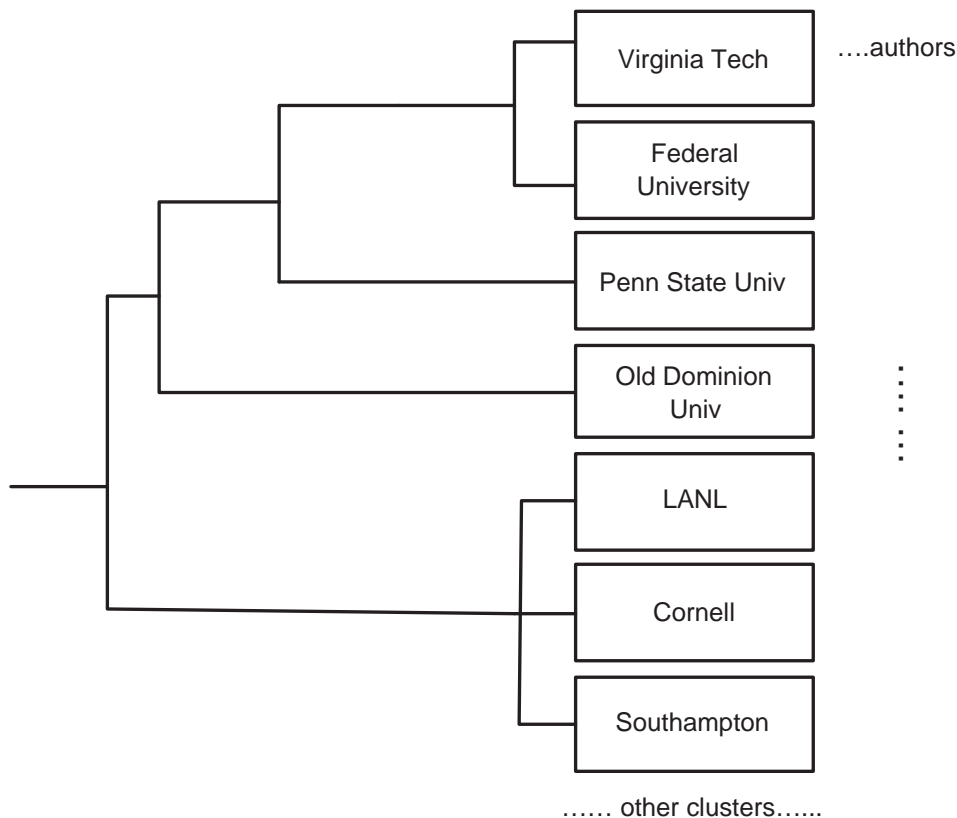 Virginia Tech
….authors
Federal
University
Penn State Univ
Old Dominion
Univ
LANL
Cornell
Southampton
…… other clusters…...